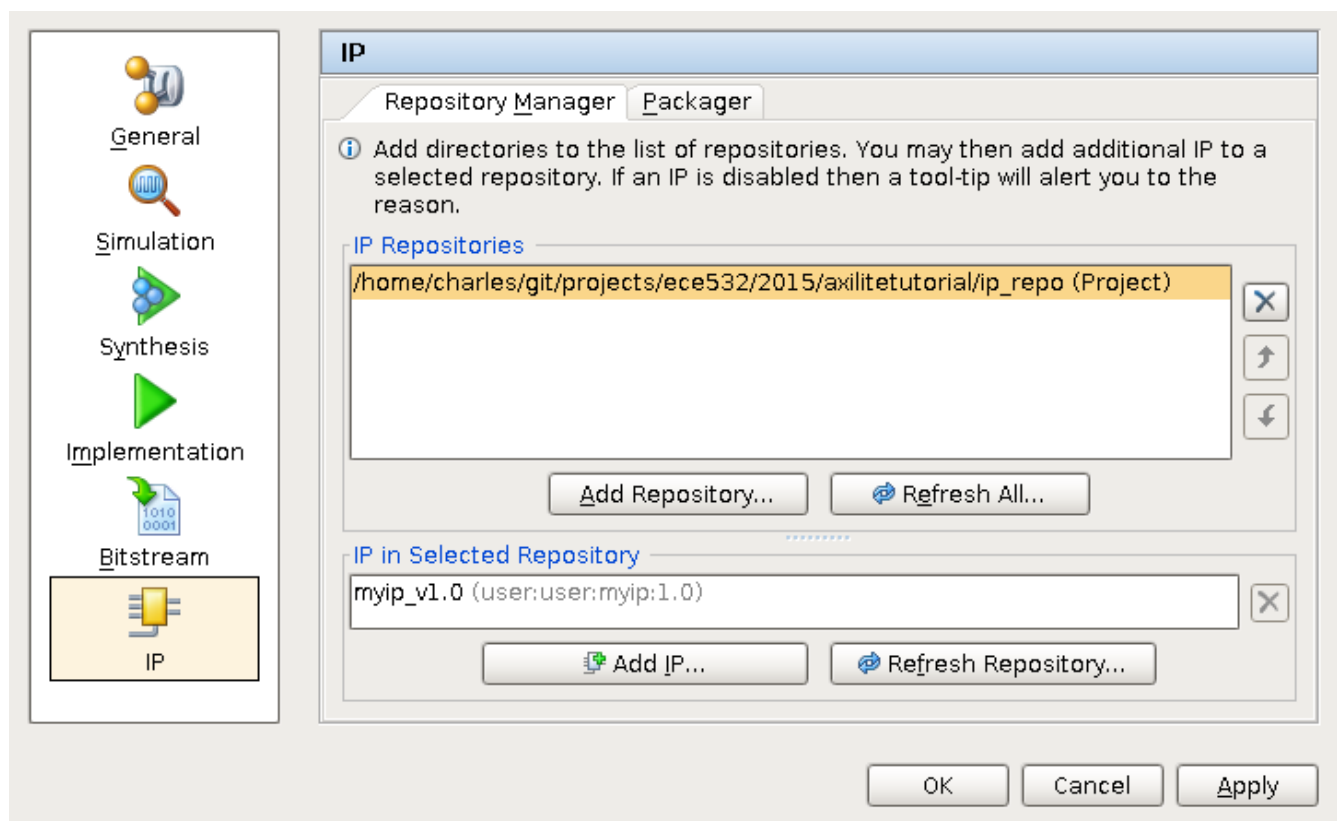 General
Simulation
Synthesis
Implementation
1010
0001
Bitstream
IP
IP
Repository Manager
Packager
Add directories to the list of repositories. You may then add additional IP to a
selected repository. If an IP is disabled then a tool-tip will alert you to the
reason.
IP Repositories
/home/charles/git/projects/ece532/2015/axilitetutorial/ip_repo (Project)
Add Repository...
Refresh All...
IP in Selected Repository
myip_v1.0 (user:user:myip:1.0)
Add IP...
Refresh Repository...
OK
Cancel
Apply